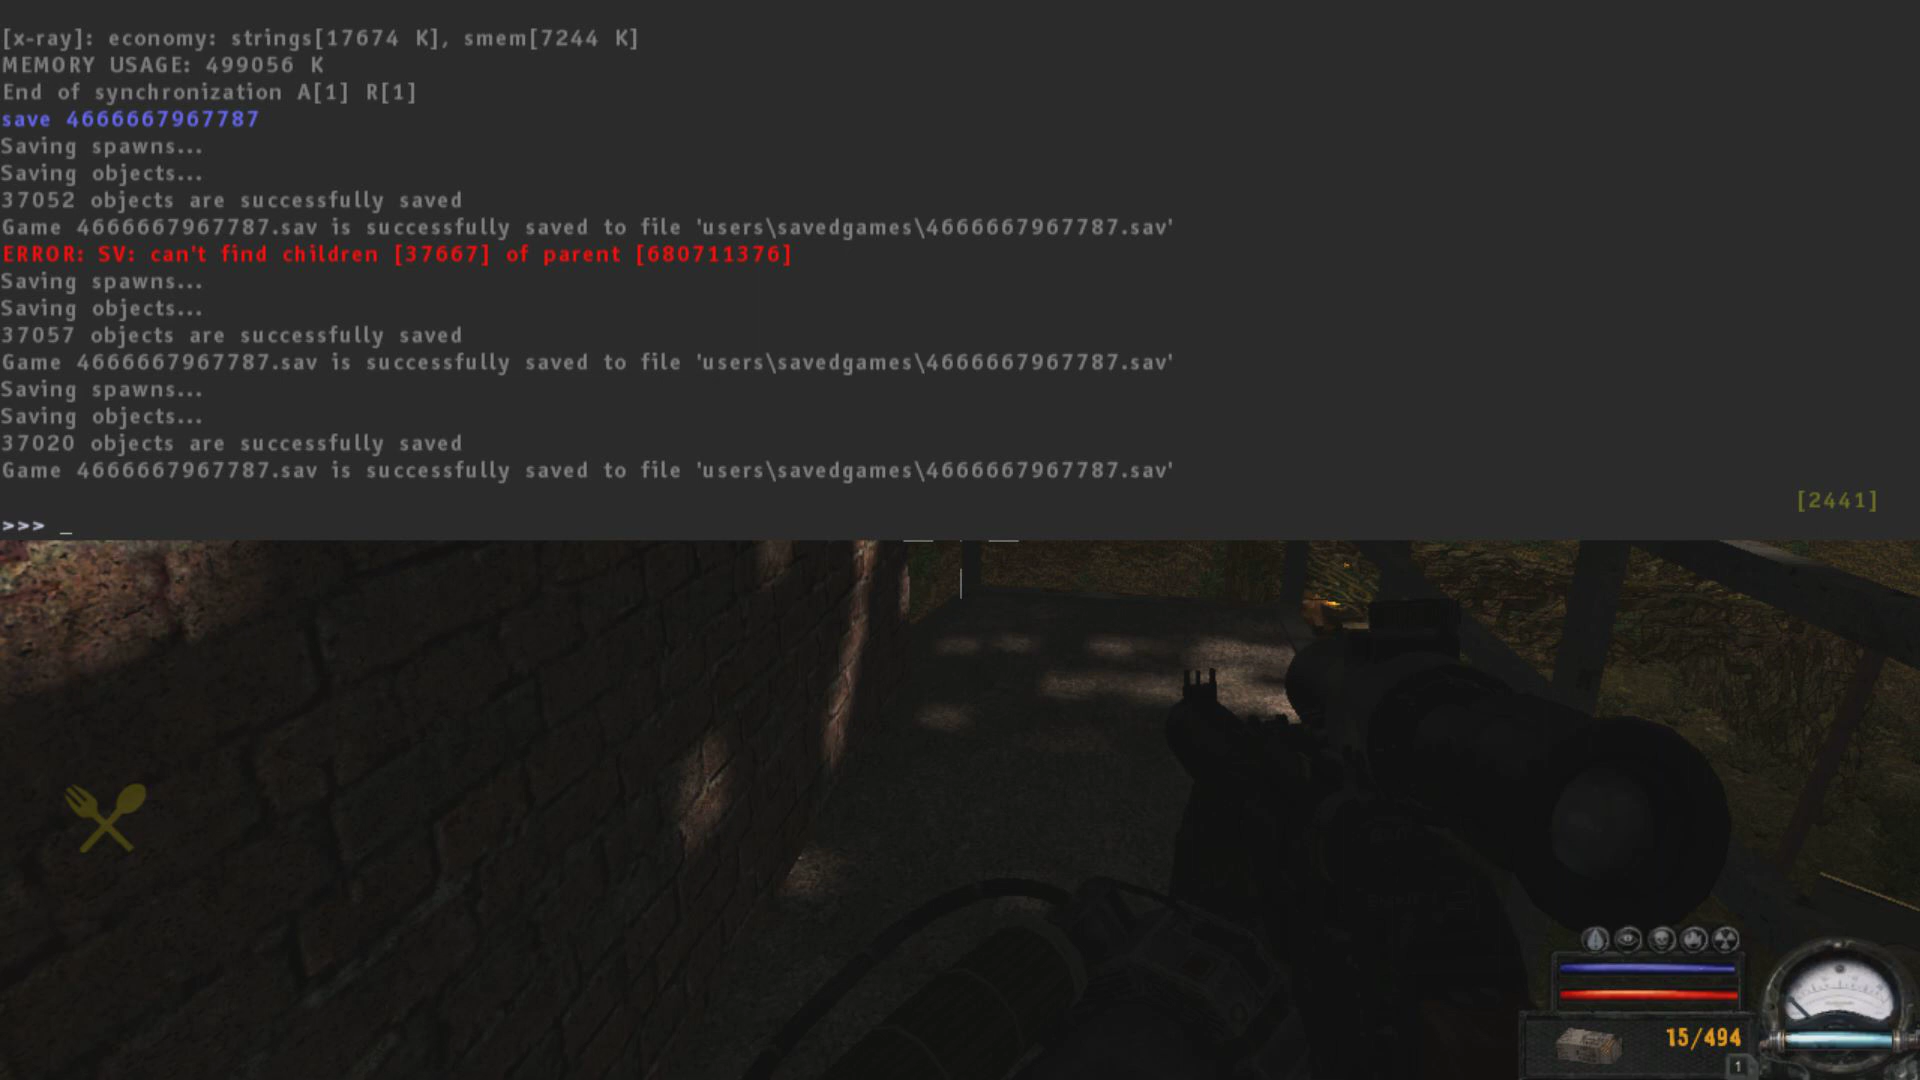 [x-ray]: economy: strings[17674 K], smem[7244 K]
MEMORY USAGE: 499056 K
End of synchronization A[1] R[1]
save 4666667967787
Saving spawns...
Saving objects...
37052 objects are successfully saved
Game 4666667967787.sav is successfully saved to file 'users\savedgames\4666667967787.sav'
ERROR: SV: can't find children [37667] of parent [680711376]
Saving spawns...
Saving objects...
37057 objects are successfully saved
Game 4666667967787.sav is successfully saved to file 'users\savedgames\4666667967787.sav'
Saving spawns...
Saving objects...
37020 objects are successfully saved
Game 4666667967787.sav is successfully saved to file 'users\savedgames\4666667967787.sav'
[2441]
>>> _
15/494
1